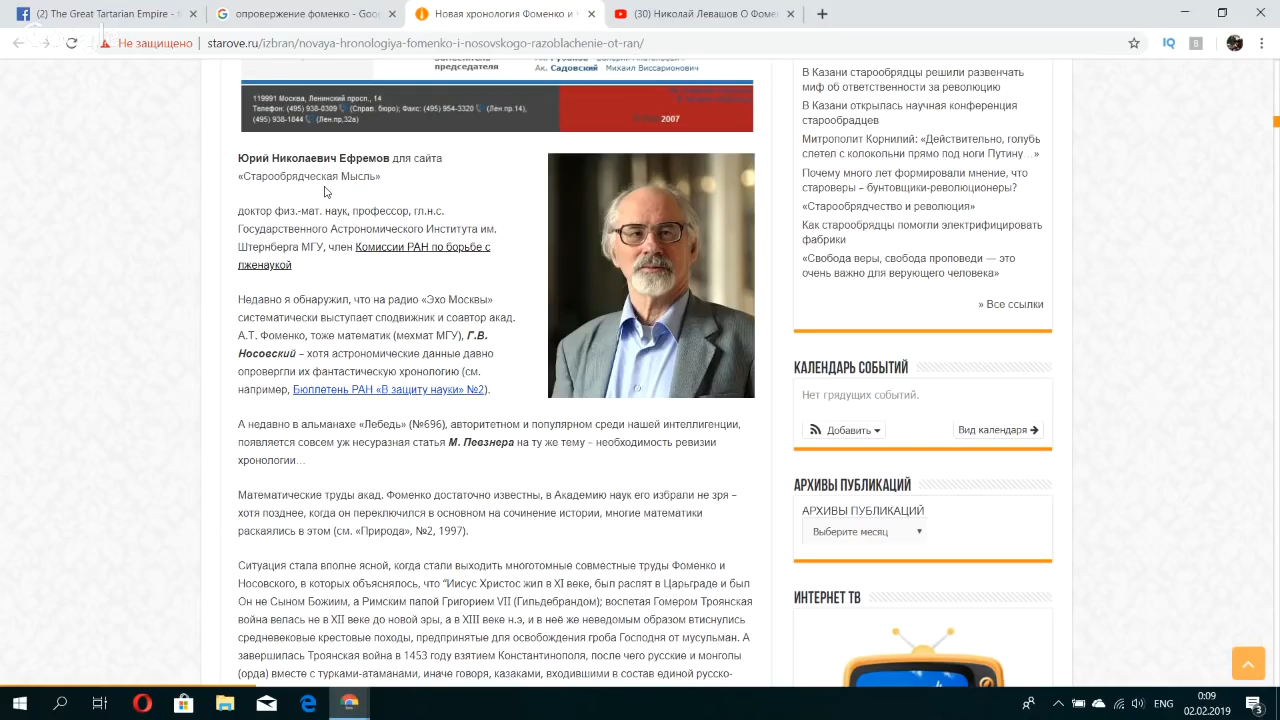 (3) The Great Tartarian Empire -
опровержение фоменко - Google
Новая хронология Фоменко и
(30) Николай Левашов О Фомен
Не защищено
starove.ru/izbran/novaya-hronologiya-fomenko-i-nosovskogo-razoblachenie-ot-ran/
председателя
Ак. Садовский Михаил Виссарионович
119991 Москва, Ленинский просп., 14
Телефон: (495) 938-0309 (Справ. бюро); Факс: (495) 954-3320 (Лен пр.14),
(495) 938-1844 (Лен пр,32а)
2007
Юрий Николаевич Ефремов для сайта
«Старообрядческая Мысль»
доктор физ.-мат. наук, профессор, гл.н.с.
Государственного Астрономического Института им.
Штернберга МГУ, член Комиссии РАН по борьбе с
лженаукой
Недавно я обнаружил, что на радио «Эхо Москвы»
систематически выступает сподвижник и соавтор акад.
А.Т. Фоменко, тоже математик (мехмат МГУ), Г.В.
Носовский – хотя астрономические данные давно
опровергли их фантастическую хронологию (см.
например, Бюллетень РАН «В защиту науки» №2).
А недавно в альманахе «Лебедь» (№696), авторитетном и популярном среди нашей интеллигенции,
появляется совсем уж несуразная статья М. Певзнера на ту же тему – необходимость ревизии
хронологии…
Математические труды акад. Фоменко достаточно известны, в Академию наук его избрали не зря –
хотя позднее, когда он переключился в основном на сочинение истории, многие математики
раскаялись в этом (см. «Природа», №2, 1997).
Ситуация стала вполне ясной, когда стали выходить многотомные совместные труды Фоменко и
Носовского, в которых объяснялось, что “Иисус Христос жил в XI веке, был распят в Царьграде и был
Он не Сыном Божиим, а Римским папой Григорием VII (Гильдебрандом); воспетая Гомером Троянская
война велась не в XII веке до новой эры, а в XIII веке н.э, и в неё же неведомым образом втиснулись
средневековые крестовые походы, предпринятые для освобождения гроба Господня от мусульман. А
завершилась Троянская война в 1453 году взятием Константинополя, после чего русские и монголы
(орда) вместе с турками-атаманами, иначе говоря, казаками, входившими в состав единой русско-
В Казани старообрядцы решили развенчать
миф об ответственности за революцию
В Казани открылась научная конференция
старообрадцев
Митрополит Корнилий: «Действительно, голубь
слетел с колокольни прямо под ноги Путину…»
Почему много лет формировали мнение, что
староверы – бунтовщики-революционеры?
«Старообрядчество и революция»
Как старообрядцы помогли электрифицировать
фабрики
«Свобода веры, свобода проповеди — это
очень важно для верующего человека»
» Все ссылки
КАЛЕНДАРЬ СОБЫТИЙ
Нет грядущих событий.
Добавить
Вид календаря
АРХИВЫ ПУБЛИКАЦИЙ
АРХИВЫ ПУБЛИКАЦИЙ
Выберите месяц
ИНТЕРНЕТ ТВ
ENG
0:09
02.02.2019
3